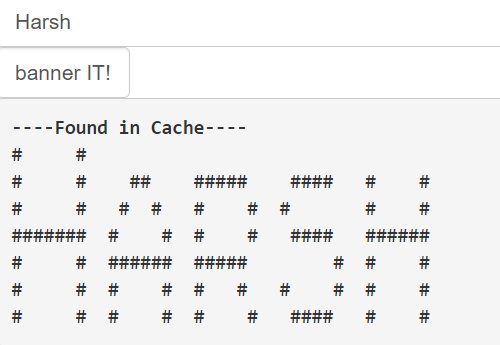 Harsh
banner IT!
----Found in Cache----
#     #
#     #    ##    #####    ####   #    #
#     #   #  #   #    #  #       #    #
#######  #    #  #    #   ####   ######
#     #  ######  #####        #  #    #
#     #  #    #  #   #   #    #  #    #
#     #  #    #  #    #   ####   #    #